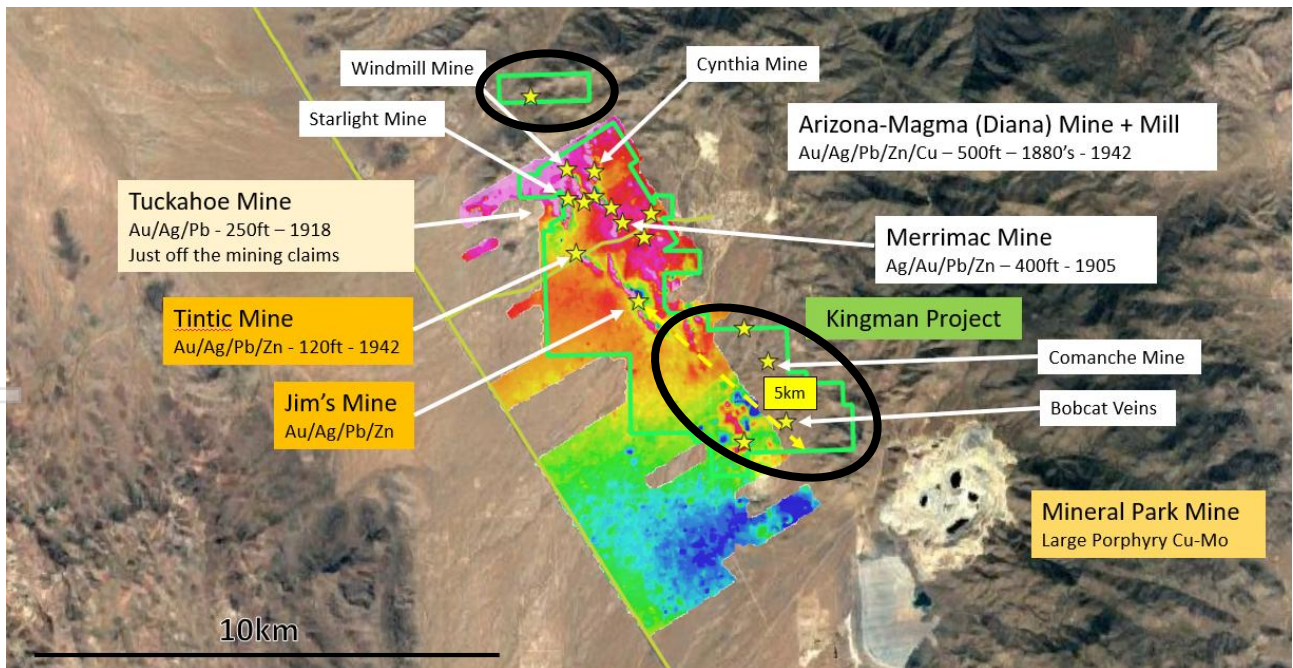 Windmill Mine
Cynthia Mine
Starlight Mine
Arizona-Magma (Diana) Mine + Mill
Au/Ag/Pb/Zn/Cu – 500ft – 1880's - 1942
Tuckahoe Mine
Au/Ag/Pb - 250ft – 1918
Just off the mining claims
Merrimac Mine
Ag/Au/Pb/Zn – 400ft - 1905
Tintic Mine
Au/Ag/Pb/Zn - 120ft - 1942
Kingman Project
Comanche Mine
Jim's Mine
Au/Ag/Pb/Zn
5km
Bobcat Veins
Mineral Park Mine
Large Porphyry Cu-Mo
10km